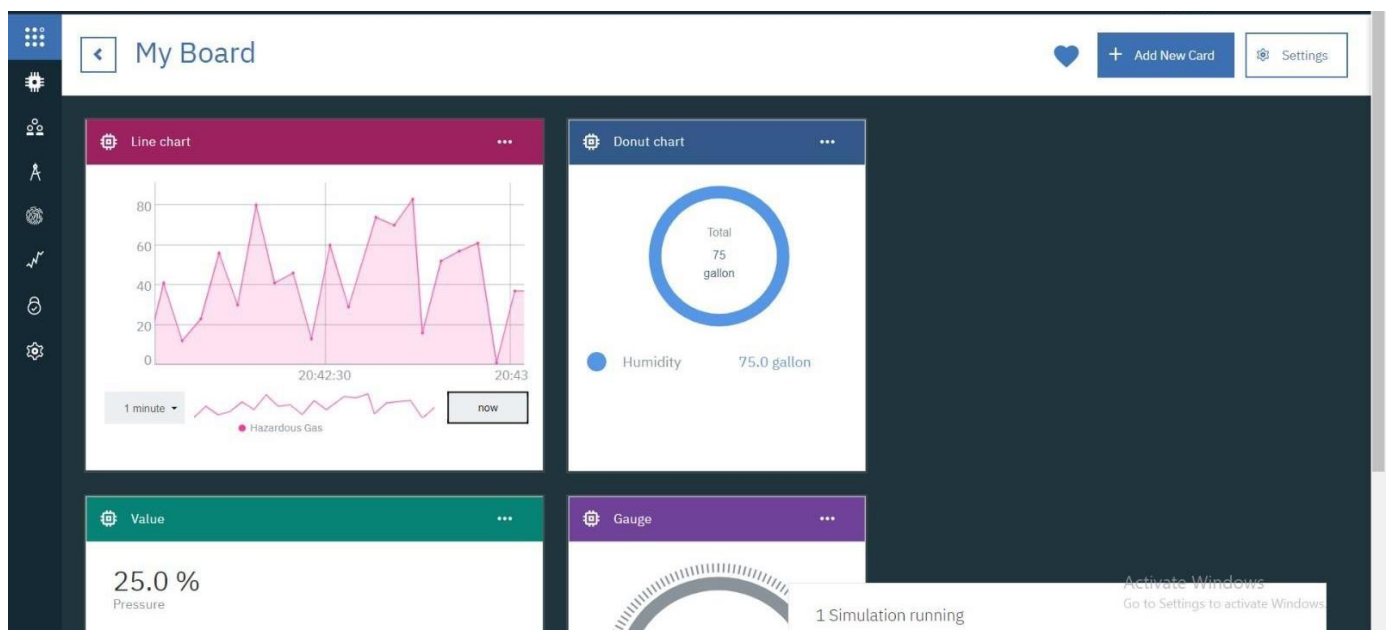 My Board
+ Add New Card
Settings
Line chart
80
60
40
20
0
20:42:30
20:43
1 minute
now
Hazardous Gas
Donut chart
Total
75
gallon
Humidity
75.0 gallon
Value
25.0 %
Pressure
Gauge
1 Simulation running
Activate Windows
Go to Settings to activate Windows.